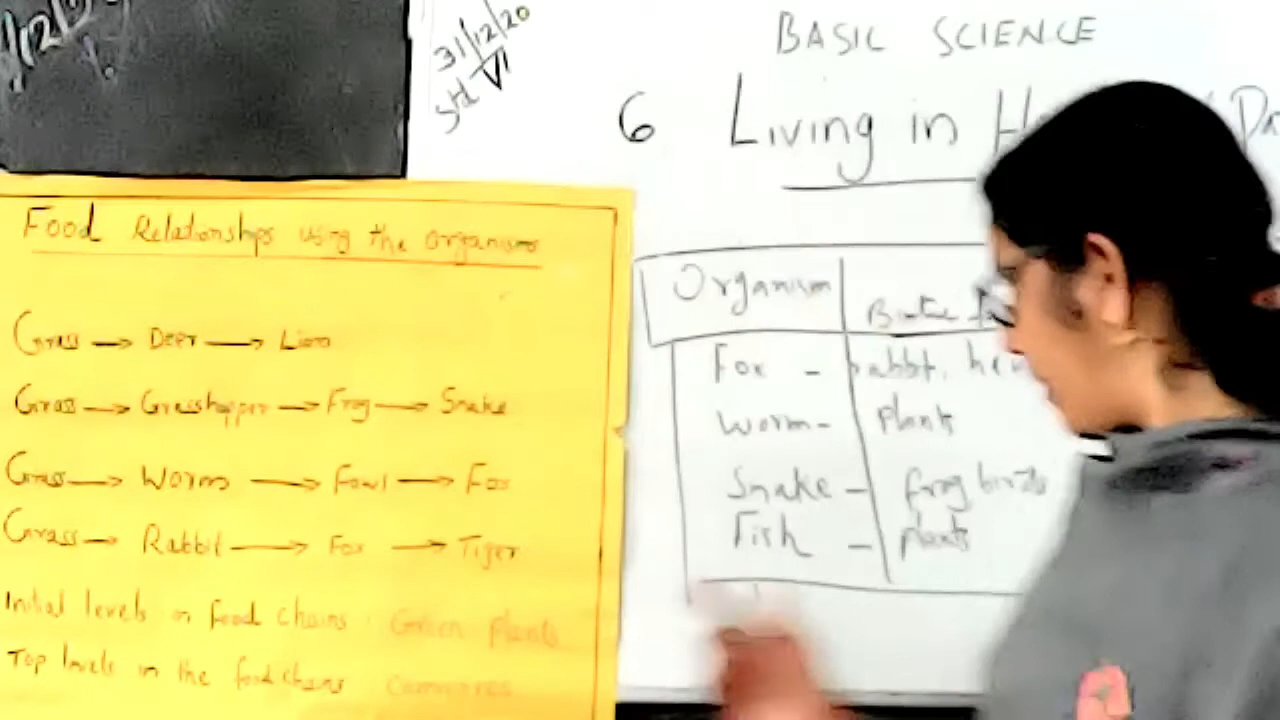 31/12/20
Std VI
BASIC SCIENCE
6 Living in
Food Relationships using the organisms
Grass → Deer → Lion
Grass → Grasshopper → Frog → Snake
Grass → Worms → Fowl → Fox
Grass → Rabbit → Fox → Tiger
Initial levels in food chains : Green plants
Top levels in the food chains Carnivores
Organism
Fox - rabbit,
Worm - Plants
Snake - frog birds
Fish - plants